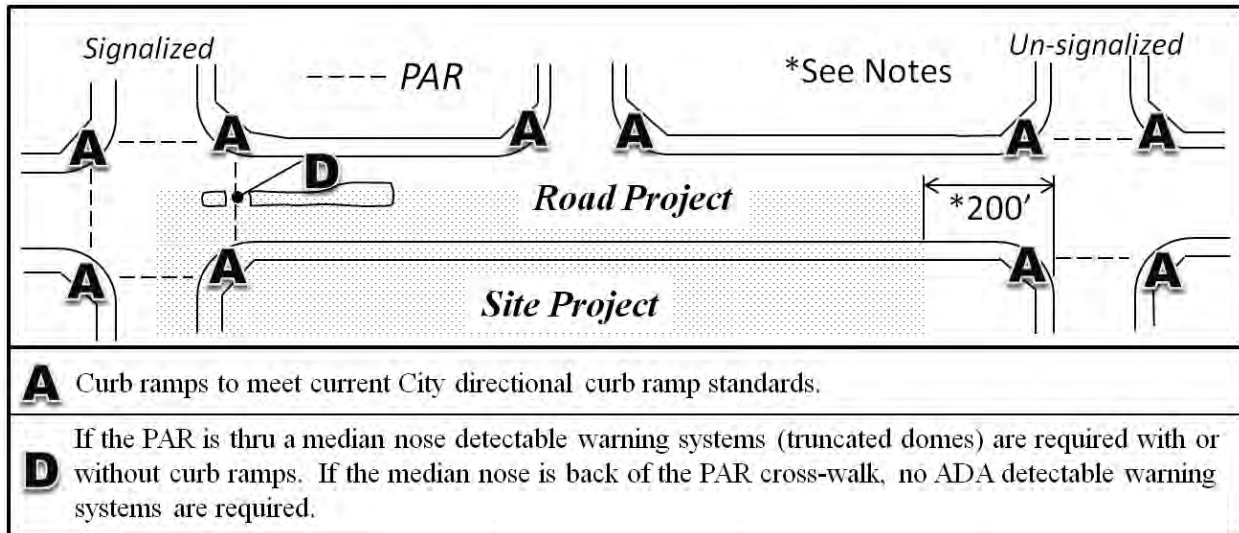 Signalized
Un-signalized
---- PAR
*See Notes
A
A
A
A
A
A
D
Road Project
*200’
A
A
A
A
Site Project
A Curb ramps to meet current City directional curb ramp standards.
If the PAR is thru a median nose detectable warning systems (truncated domes) are required with or
D without curb ramps. If the median nose is back of the PAR cross-walk, no ADA detectable warning
systems are required.